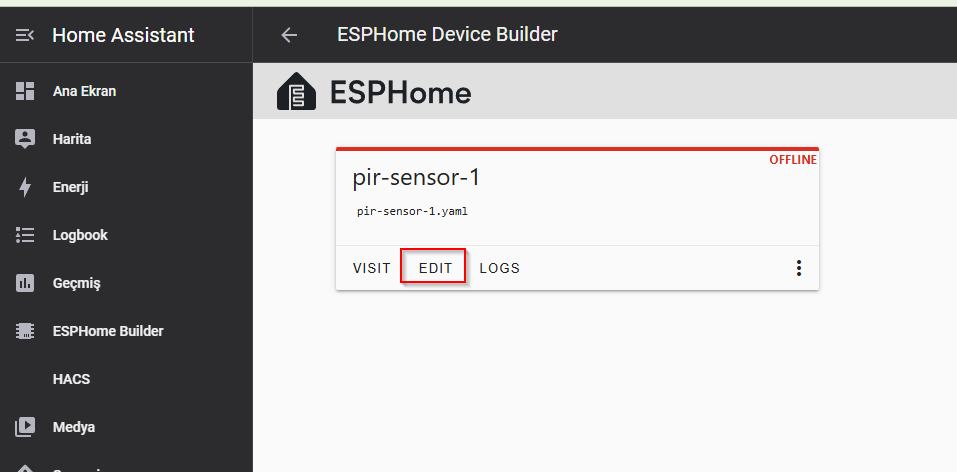 Home Assistant
ESPHome Device Builder
Ana Ekran
Harita
Enerji
Logbook
Geçmiş
ESPHome Builder
HACS
Medya
ESPHome
OFFLINE
pir-sensor-1
pir-sensor-1.yaml
VISIT EDIT LOGS